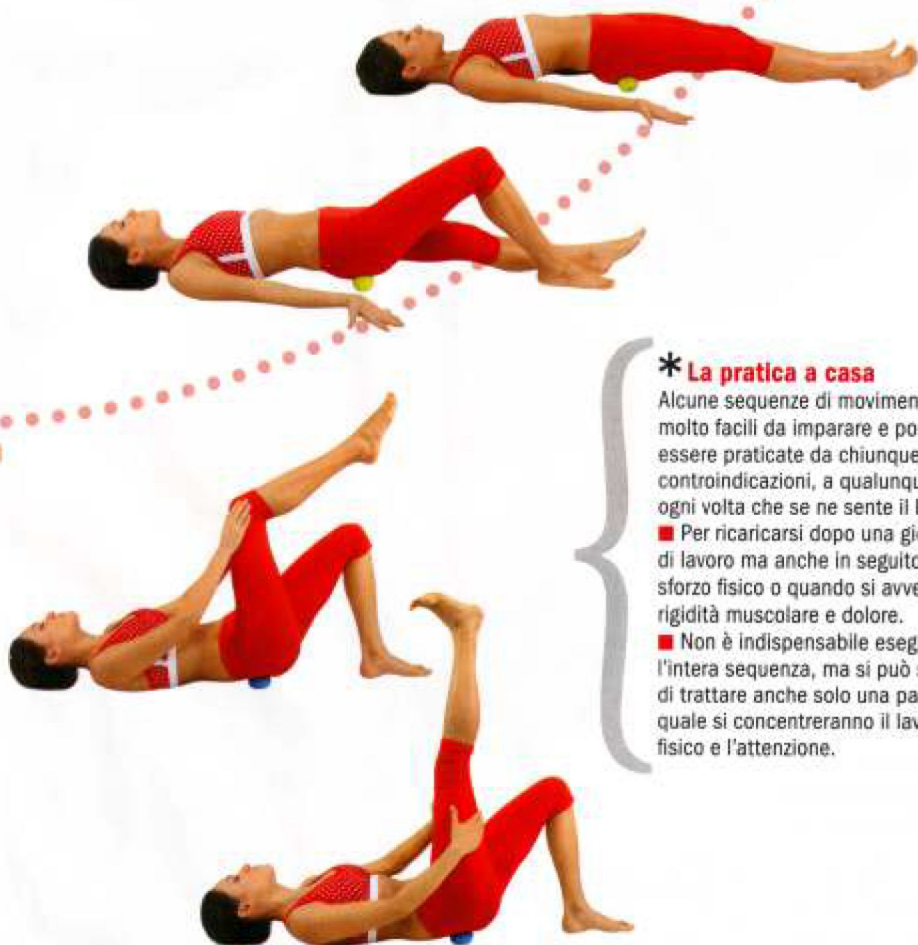 * La pratica a casa
Alcune sequenze di movimen
molto facili da imparare e po
essere praticate da chiunque
controindicazioni, a qualunqu
ogni volta che se ne sente il
■ Per ricaricarsi dopo una gi
di lavoro ma anche in seguito
sforzo fisico o quando si avve
rigidità muscolare e dolore.
■ Non è indispensabile eseg
l'intera sequenza, ma si può
di trattare anche solo una pa
quale si concentreranno il lav
fisico e l'attenzione.